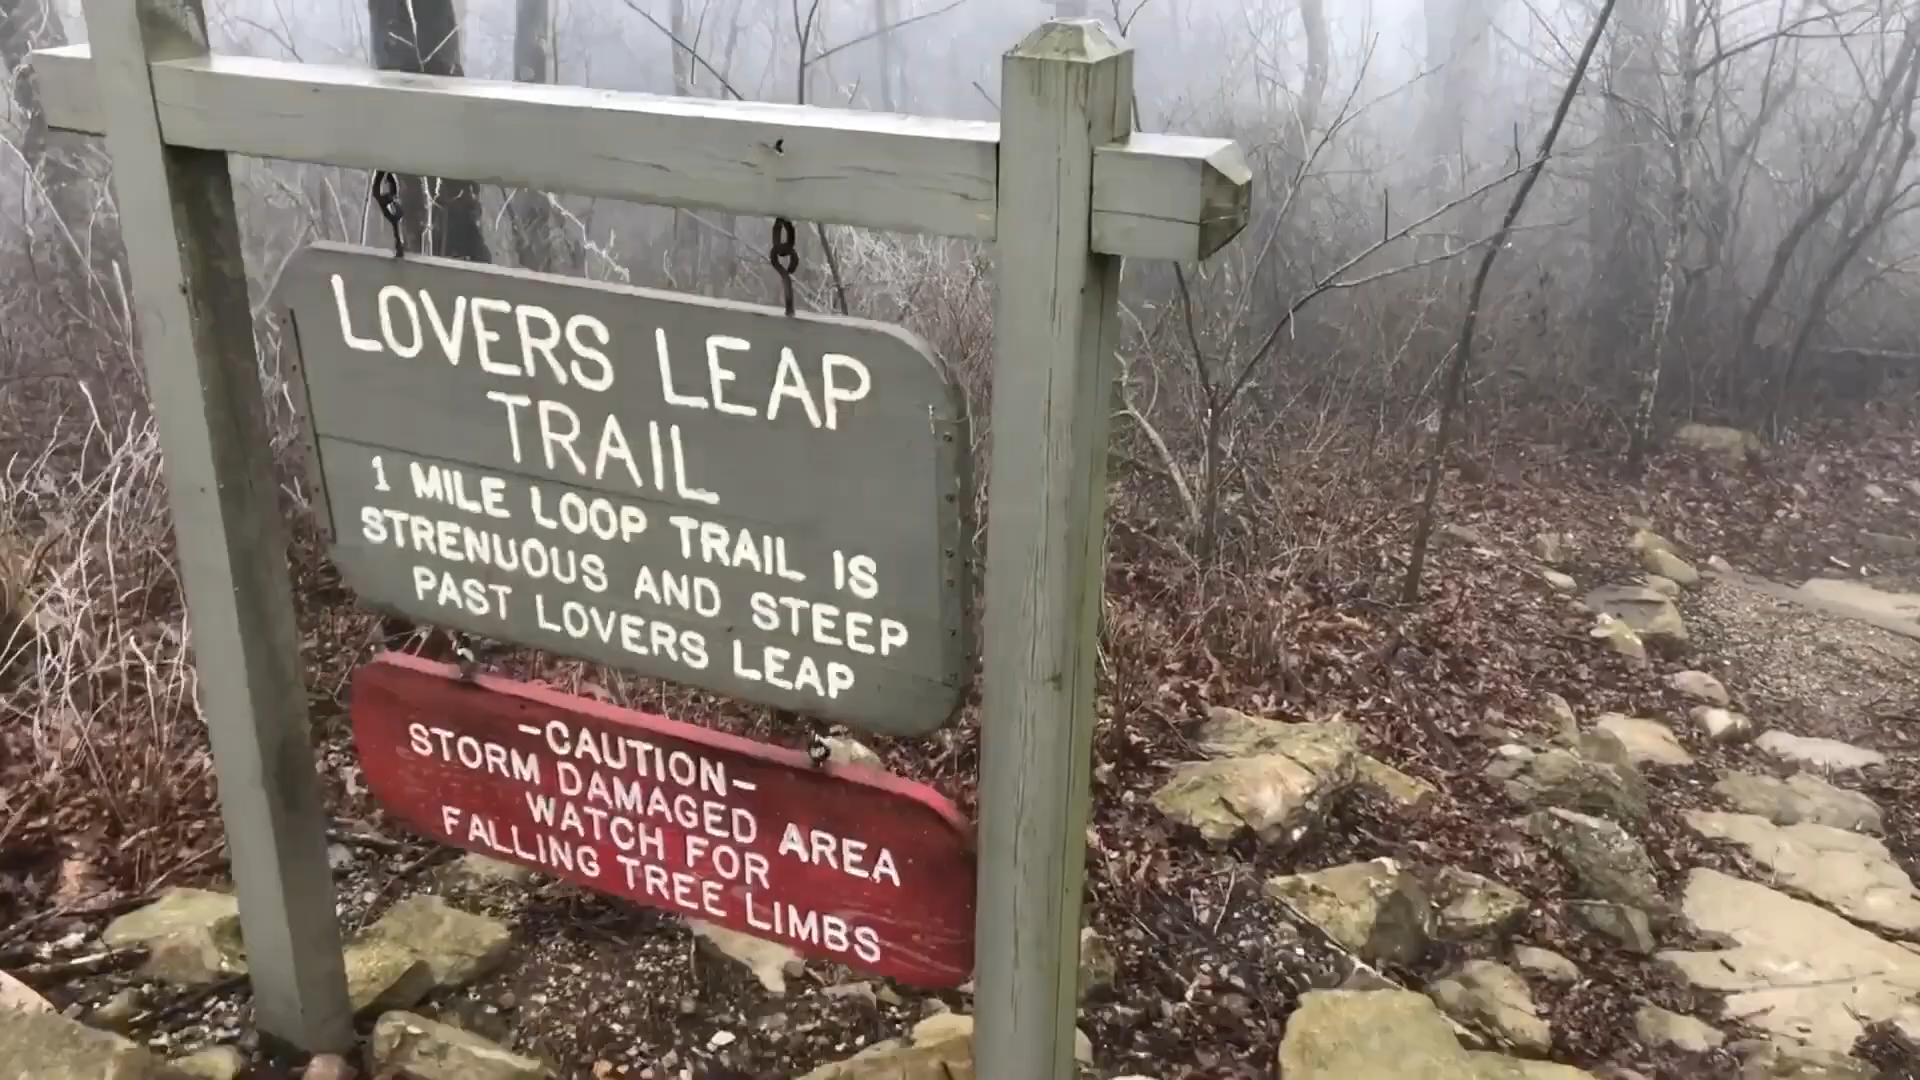 LOVERS LEAP
TRAIL
1 MILE LOOP TRAIL IS
STRENUOUS AND STEEP
PAST LOVERS LEAP
-CAUTION-
STORM DAMAGED AREA
WATCH FOR
FALLING TREE LIMBS